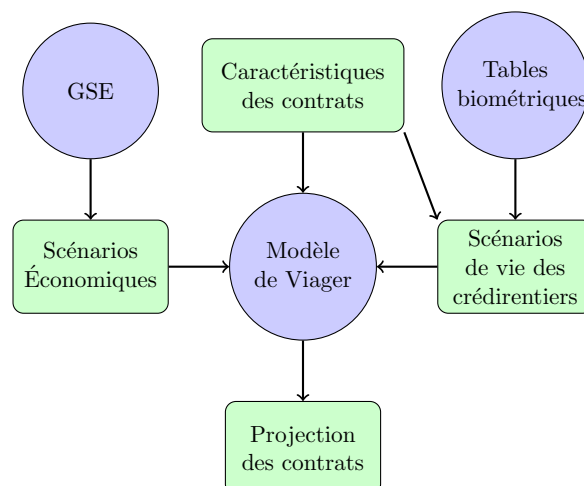 GSE
Caractéristiques
des contrats
Tables
biométriques
Scénarios
Économiques
Modèle
de Viager
Scénarios
de vie des
crédirentiers
Projection
des contrats